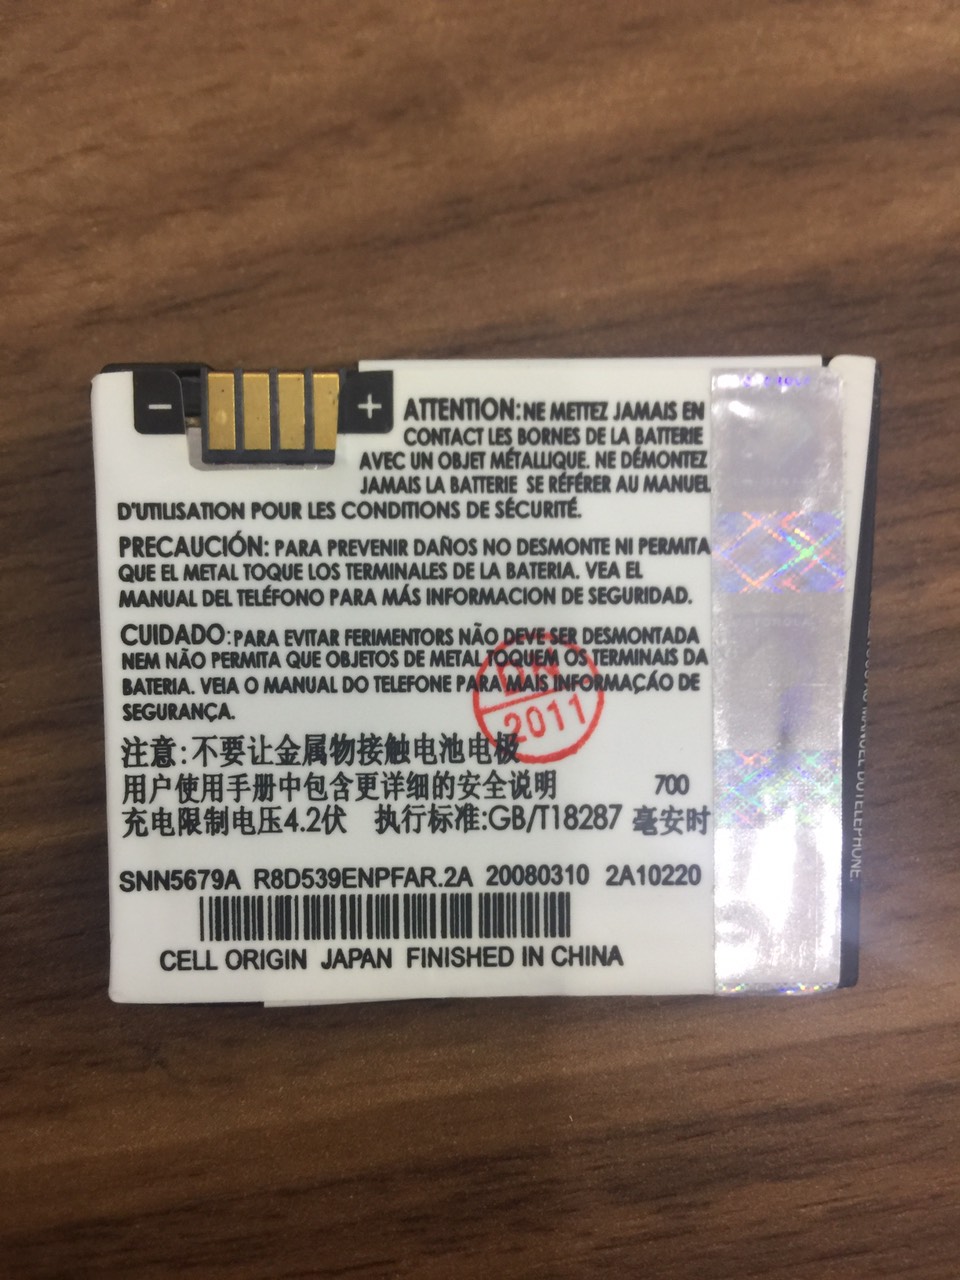 − +
ATTENTION: NE METTEZ JAMAIS EN
CONTACT LES BORNES DE LA BATTERIE
AVEC UN OBJET MÉTALLIQUE. NE DÉMONTEZ
JAMAIS LA BATTERIE SE RÉFÉRER AU MANUEL
D'UTILISATION POUR LES CONDITIONS DE SÉCURITÉ.
PRECAUCIÓN: PARA PREVENIR DAÑOS NO DESMONTE NI PERMITA
QUE EL METAL TOQUE LOS TERMINALES DE LA BATERIA. VEA EL
MANUAL DEL TELÉFONO PARA MÁS INFORMACION DE SEGURIDAD.
CUIDADO: PARA EVITAR FERIMENTORS NÃO DEVE SER DESMONTADA
NEM NÃO PERMITA QUE OBJETOS DE METAL TOQUEM OS TERMINAIS DA
BATERIA. VEIA O MANUAL DO TELEFONE PARA MAIS INFORMAÇÁO DE
SEGURANÇA.
DN
2011
注意: 不要让金属物接触电池电极
用户使用手册中包含更详细的安全说明 700
充电限制电压4.2伏 执行标准:GB/T18287 毫安时
SNN5679A R8D539ENPFAR.2A 20080310 2A10220
CELL ORIGIN JAPAN FINISHED IN CHINA
DU TELEPHONE.